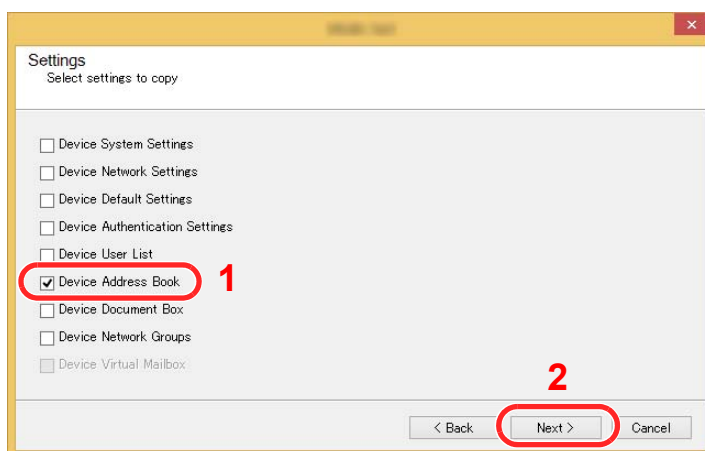 Settings
Select settings to copy
Device System Settings
Device Network Settings
Device Default Settings
Device Authentication Settings
Device User List
Device Address Book
1
Device Document Box
Device Network Groups
Device Virtual Mailbox
2
< Back
Next >
Cancel